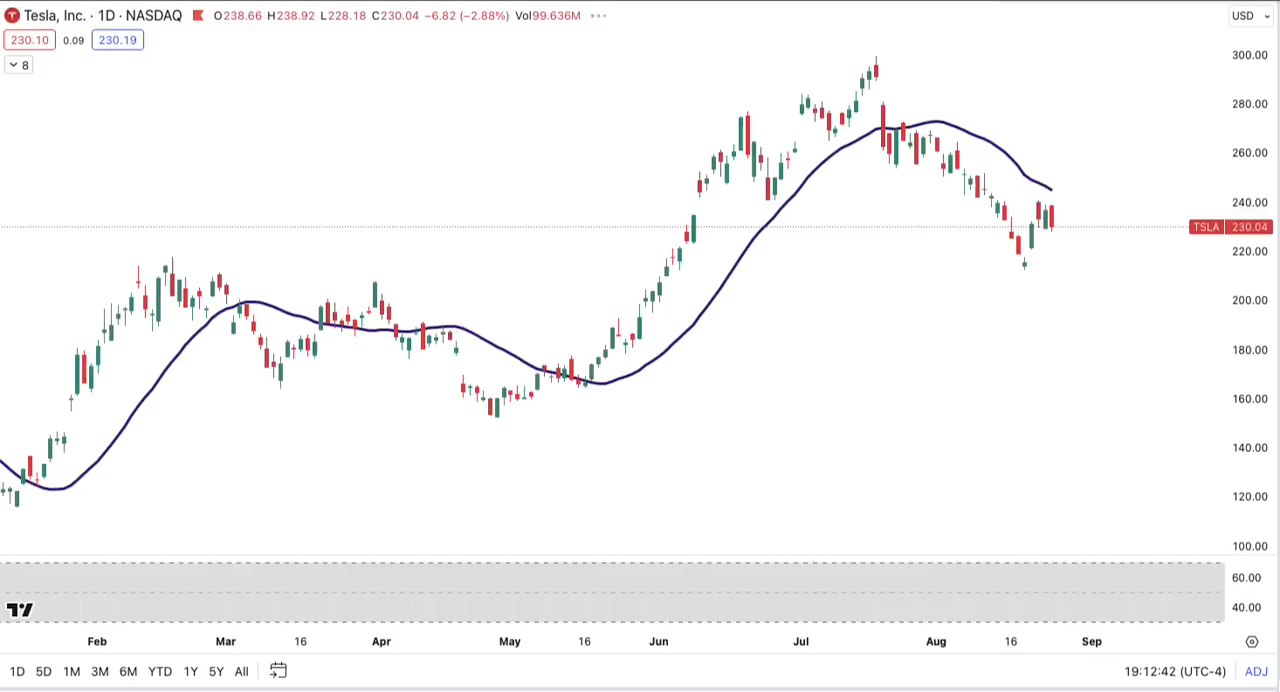 Tesla, Inc. · 1D · NASDAQ O238.66 H238.92 L228.18 C230.04 −6.82 (−2.88%) Vol99.636M
USD
230.10 0.09 230.19
8
300.00
280.00
260.00
240.00
TSLA 230.04
220.00
200.00
180.00
160.00
140.00
120.00
100.00
60.00
40.00
Feb Mar 16 Apr May 16 Jun Jul Aug 16 Sep
1D 5D 1M 3M 6M YTD 1Y 5Y All 19:12:42 (UTC-4) ADJ